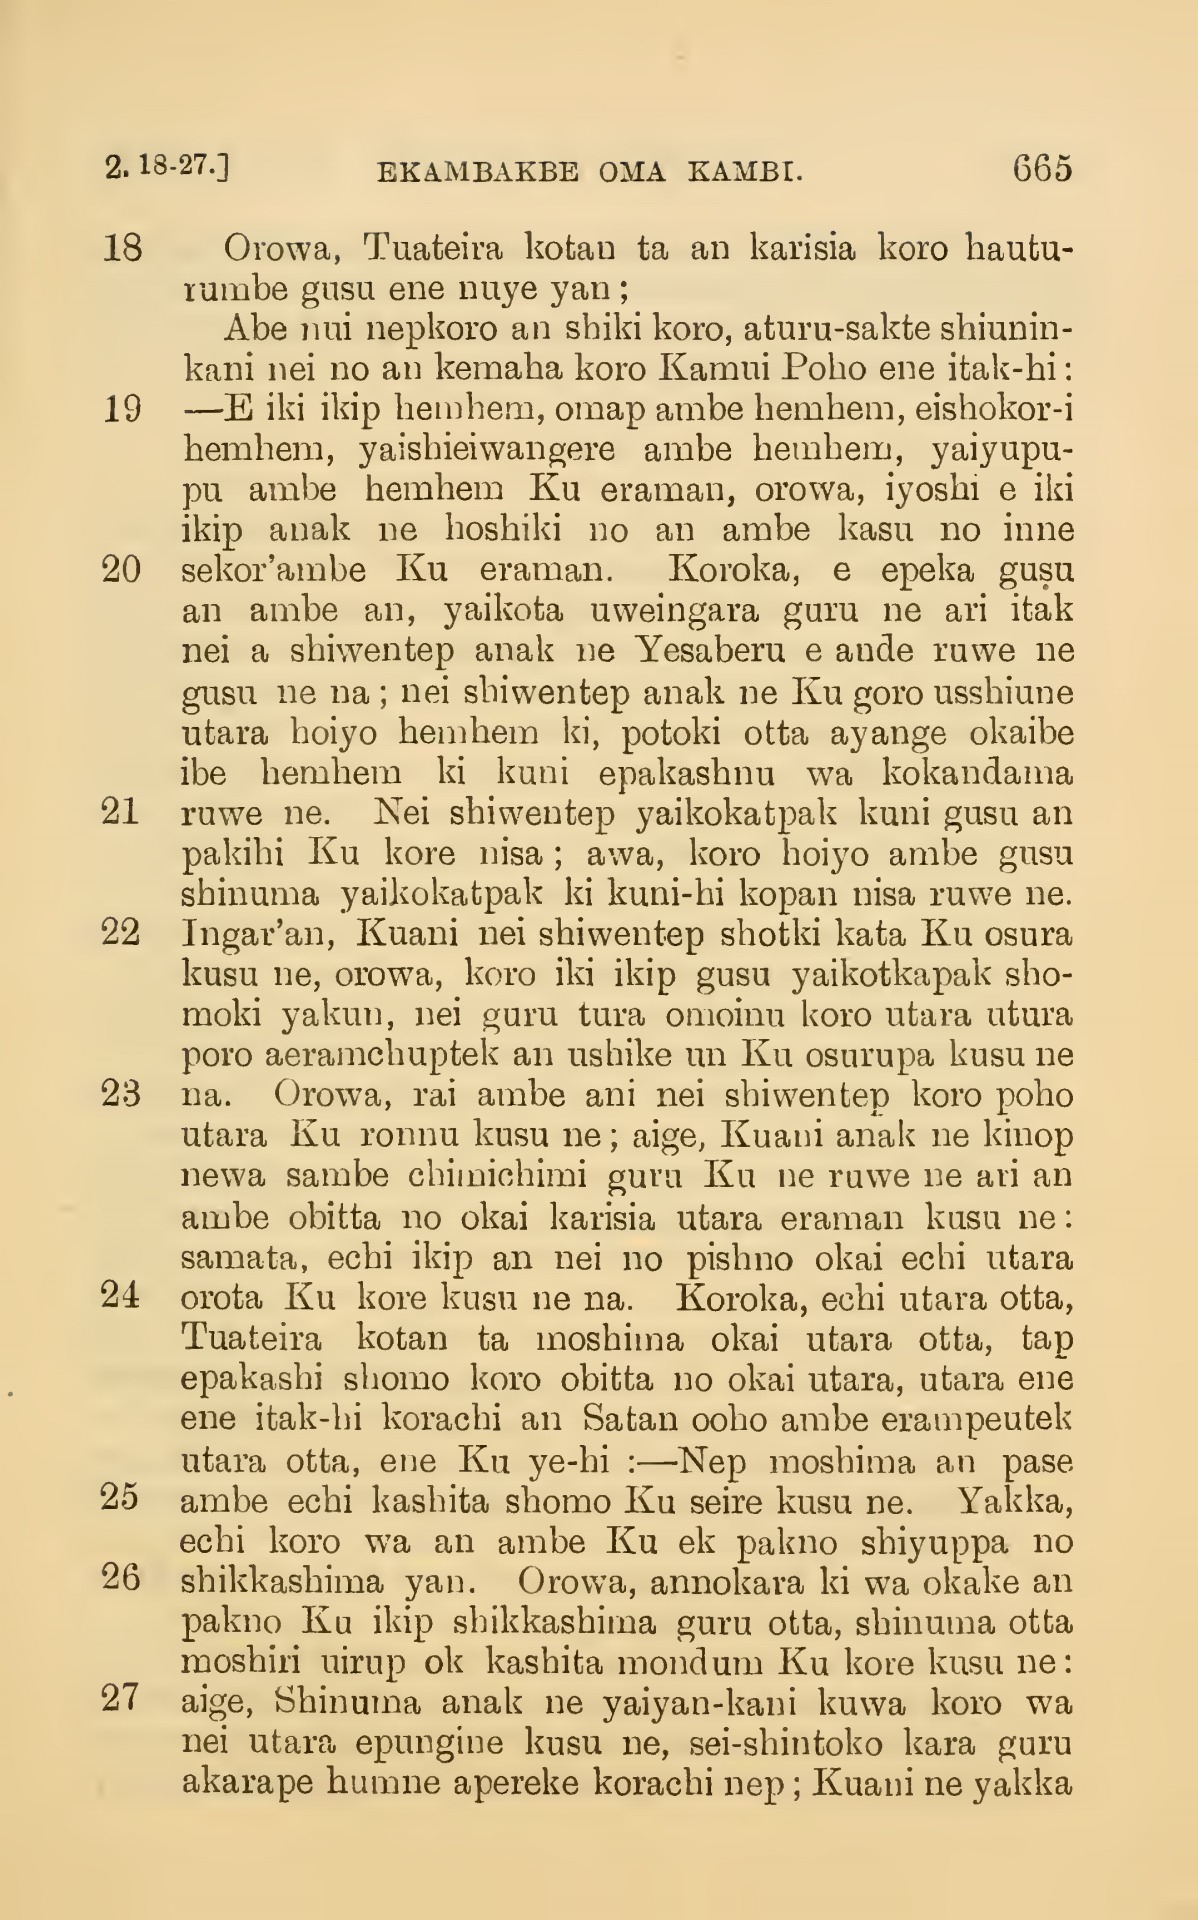 2. 18-27.] EKAMBAKBE OMA KAMBI. 665
18 Orowa, Tuateira kotan ta an karisia koro hautu-
rumbe gusu ene nuye yan ;
Abe nui nepkoro an shiki koro, aturu-sakte shiunin-
kani nei no an kemaha koro Kamui Poho ene itak-hi :
19 —E iki ikip hemhem, omap ambe hemhem, eishokor-i
hemhem, yaishieiwangere ambe hemhem, yaiyupu-
pu ambe hemhem Ku eraman, orowa, iyoshi e iki
ikip anak ne hoshiki no an ambe kasu no inne
20 sekor’ambe Ku eraman. Koroka, e epeka gusu
an ambe an, yaikota uweingara guru ne ari itak
nei a shiwentep anak ne Yesaberu e ande ruwe ne
gusu ne na ; nei shiwentep anak ne Ku goro usshiune
utara hoiyo hemhem ki, potoki otta ayange okaibe
ibe hemhem ki kuni epakashnu wa kokandama
21 ruwe ne. Nei shiwentep yaikokatpak kuni gusu an
pakihi Ku kore nisa ; awa, koro hoiyo ambe gusu
shinuma yaikokatpak ki kuni-hi kopan nisa ruwe ne.
22 Ingar’an, Kuani nei shiwentep shotki kata Ku osura
kusu ne, orowa, koro iki ikip gusu yaikotkapak sho-
moki yakun, nei guru tura omoinu koro utara utura
poro aeramchuptek an ushike un Ku osurupa kusu ne
23 na. Orowa, rai ambe ani nei shiwentep koro poho
utara Ku ronnu kusu ne ; aige, Kuani anak ne kinop
newa sambe chimichimi guru Ku ne ruwe ne ari an
ambe obitta no okai karisia utara eraman kusu ne :
samata, echi ikip an nei no pishno okai echi utara
24 orota Ku kore kusu ne na. Koroka, echi utara otta,
Tuateira kotan ta moshima okai utara otta, tap
epakashi shomo koro obitta no okai utara, utara ene
ene itak-hi korachi an Satan ooho ambe erampeutek
utara otta, ene Ku ye-hi :—Nep moshima an pase
25 ambe echi kashita shomo Ku seire kusu ne. Yakka,
echi koro wa an ambe Ku ek pakno shiyuppa no
26 shikkashima yan. Orowa, annokara ki wa okake an
pakno Ku ikip shikkashima guru otta, shinuma otta
moshiri uirup ok kashita mondum Ku kore kusu ne :
27 aige, Shinuma anak ne yaiyan-kani kuwa koro wa
nei utara epungine kusu ne, sei-shintoko kara guru
akarape humne apereke korachi nep ; Kuani ne yakka